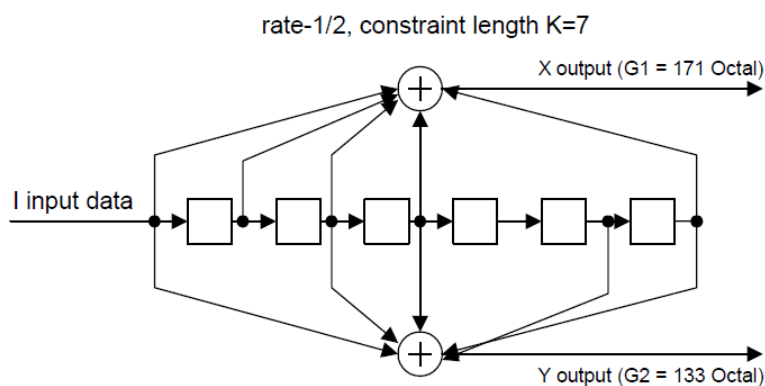 rate-1/2, constraint length K=7
X output (G1 = 171 Octal)
I input data
Y output (G2 = 133 Octal)